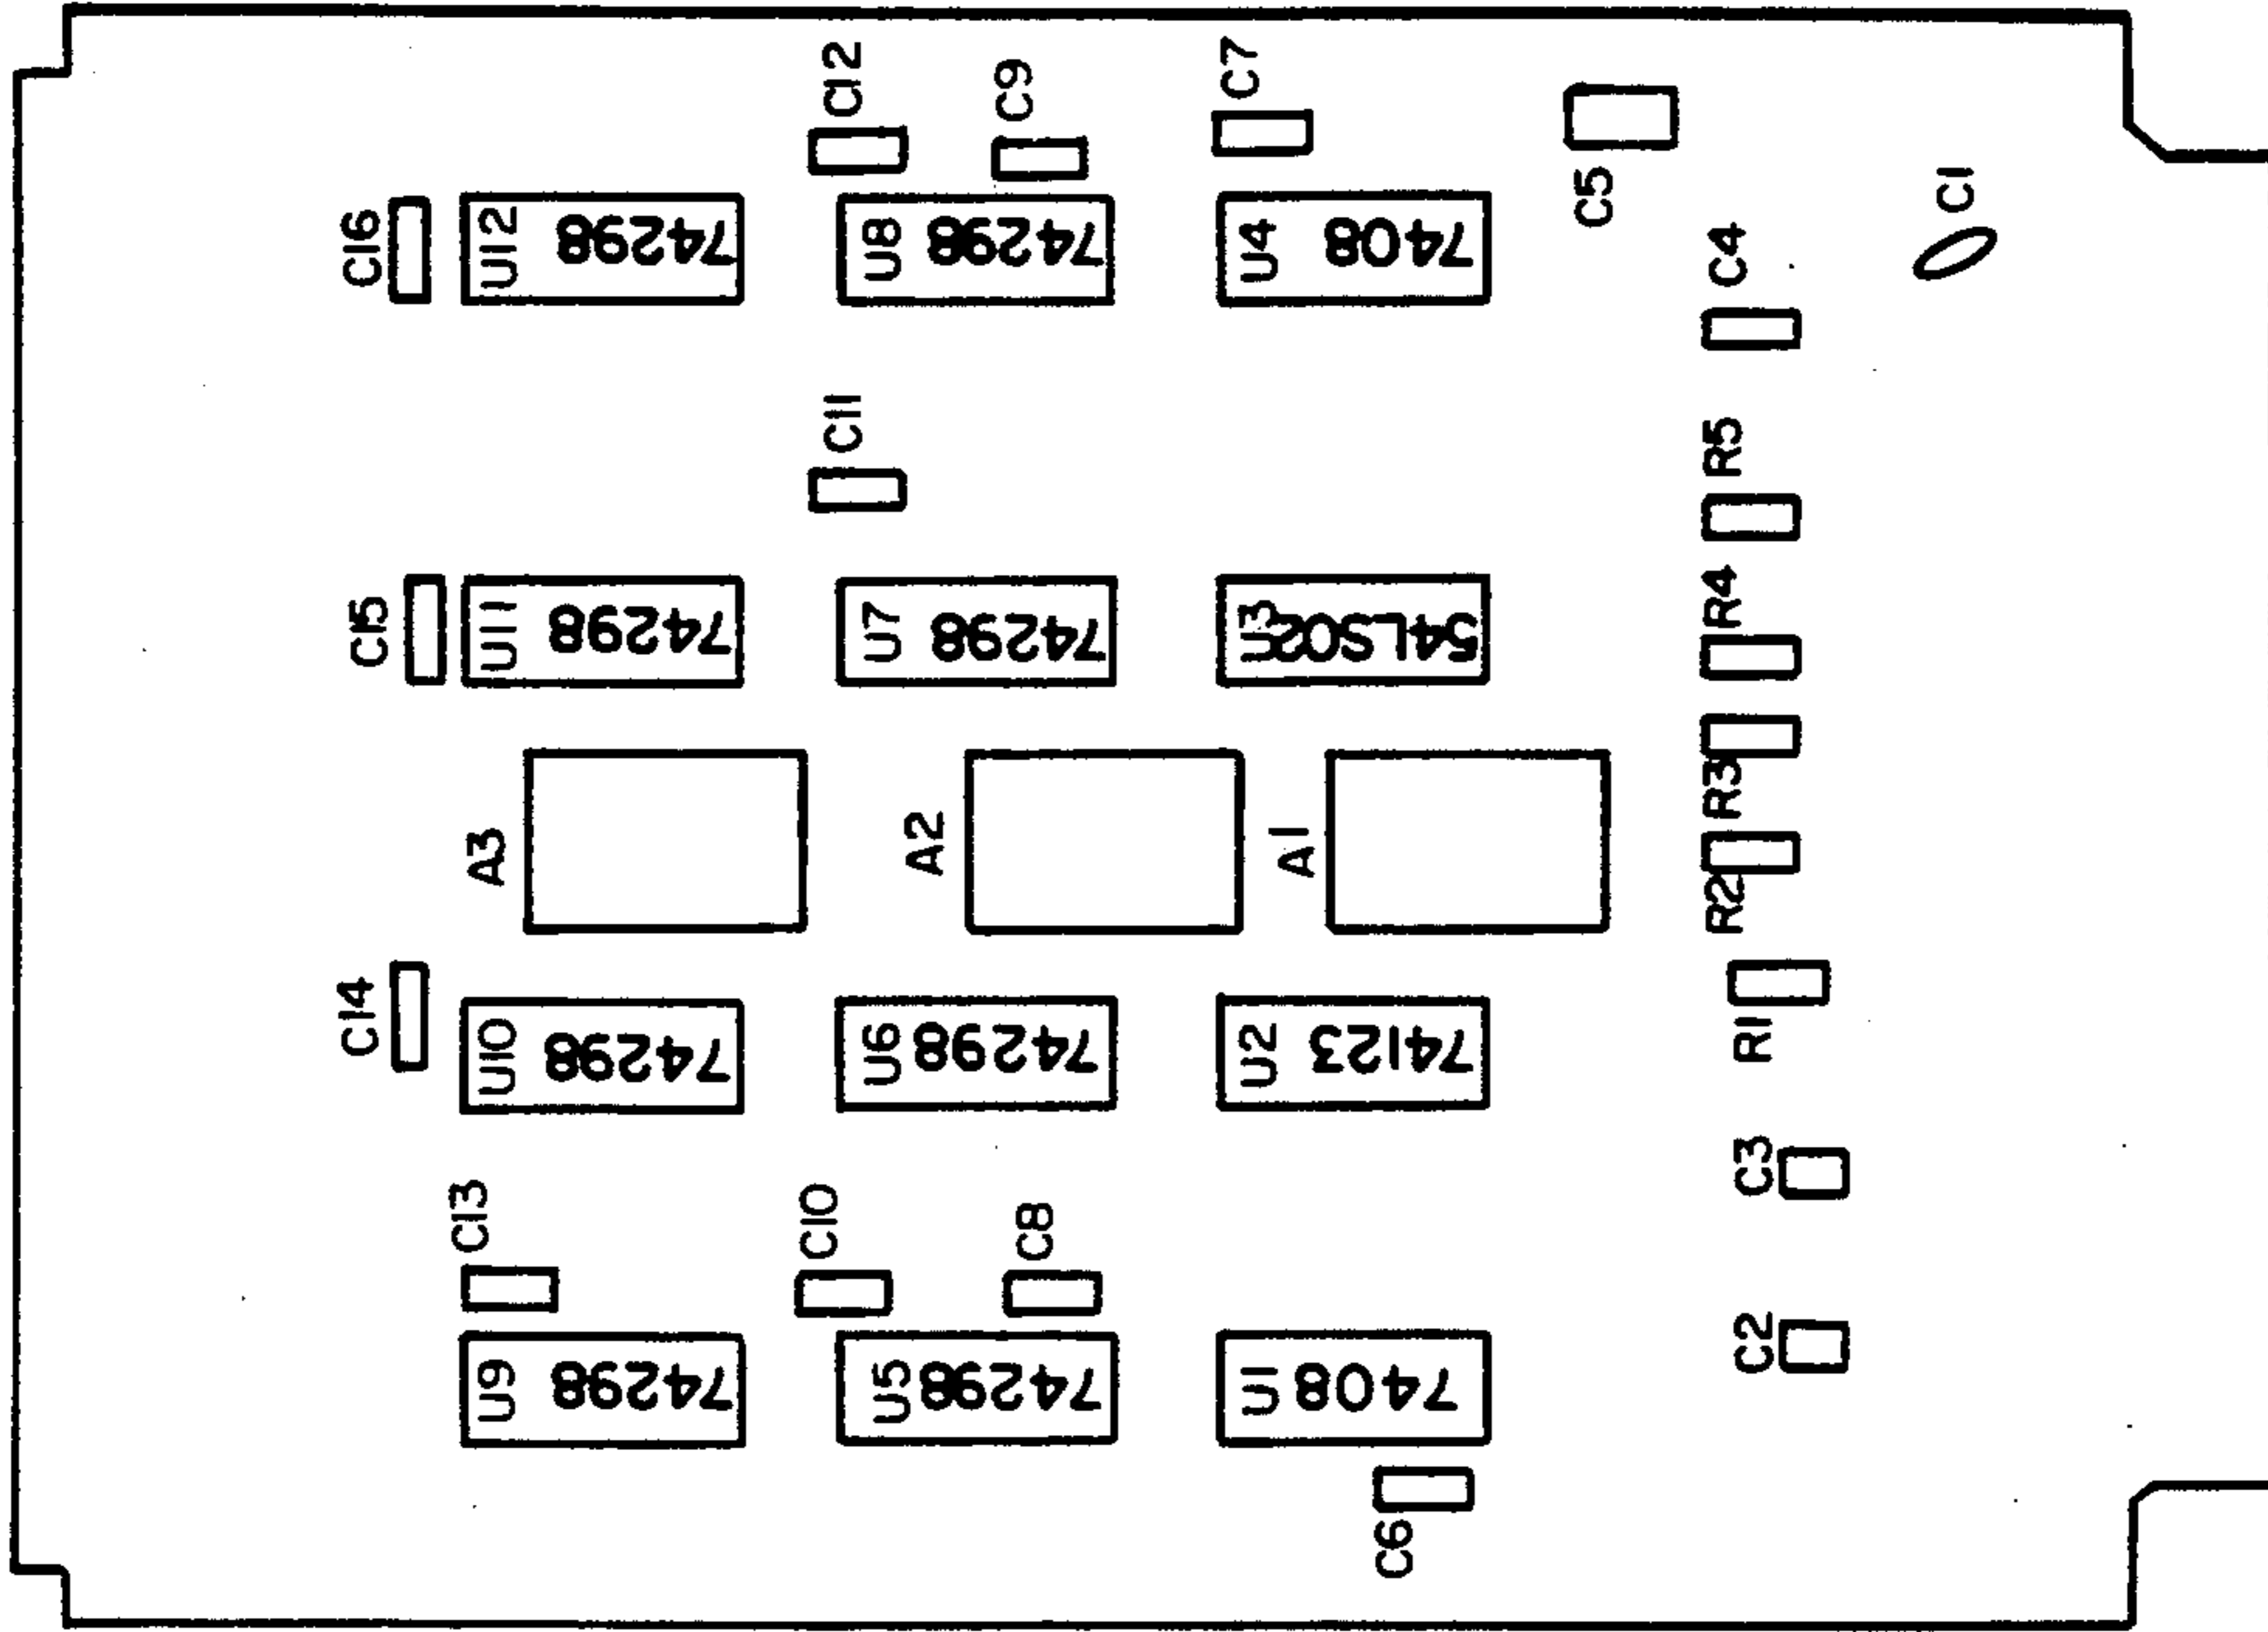 C16
C12
C9
C7
U12 74298
U8 74298
U4 7408
C5
C1
C4
C11
R5
C15
U11 74298
U7 74298
U3 54LS02
R4
A3
A2
A1
R3
R2
C14
U10 74298
U6 74298
U2 74123
R1
C13
C10
C8
C3
U9 74298
U5 74298
U1 7408
C2
C6